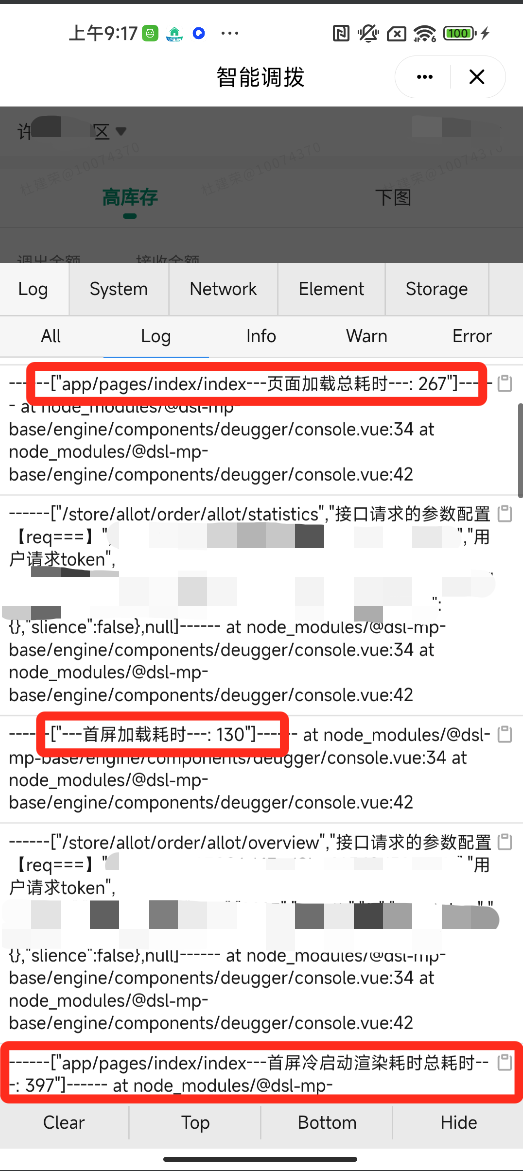 上午9:17
100
智能调拨
许 区
高库存 下图
调出金额 接收金额
Log System Network Element Storage
All Log Info Warn Error
------["app/pages/index/index---页面加载总耗时---: 267"]-----
- at node_modules/@dsl-mp-
base/engine/components/deugger/console.vue:34 at
node_modules/@dsl-mp-
base/engine/components/deugger/console.vue:42
------["/store/allot/order/allot/statistics","接口请求的参数配置
【req===】", ","用
户请求token",
":
{},"slience":false},null]------ at node_modules/@dsl-mp-
base/engine/components/deugger/console.vue:34 at
node_modules/@dsl-mp-
base/engine/components/deugger/console.vue:42
------["---首屏加载耗时---: 130"]------ at node_modules/@dsl-
mp-base/engine/components/deugger/console.vue:34 at
node_modules/@dsl-mp-
base/engine/components/deugger/console.vue:42
------["/store/allot/order/allot/overview","接口请求的参数配置
【req===】" "用
户请求token",
{},"slience":false},null]------ at node_modules/@dsl-mp-
base/engine/components/deugger/console.vue:34 at
node_modules/@dsl-mp-
base/engine/components/deugger/console.vue:42
------["app/pages/index/index---首屏冷启动渲染耗时总耗时--
-: 397"]------ at node_modules/@dsl-mp-
Clear Top Bottom Hide